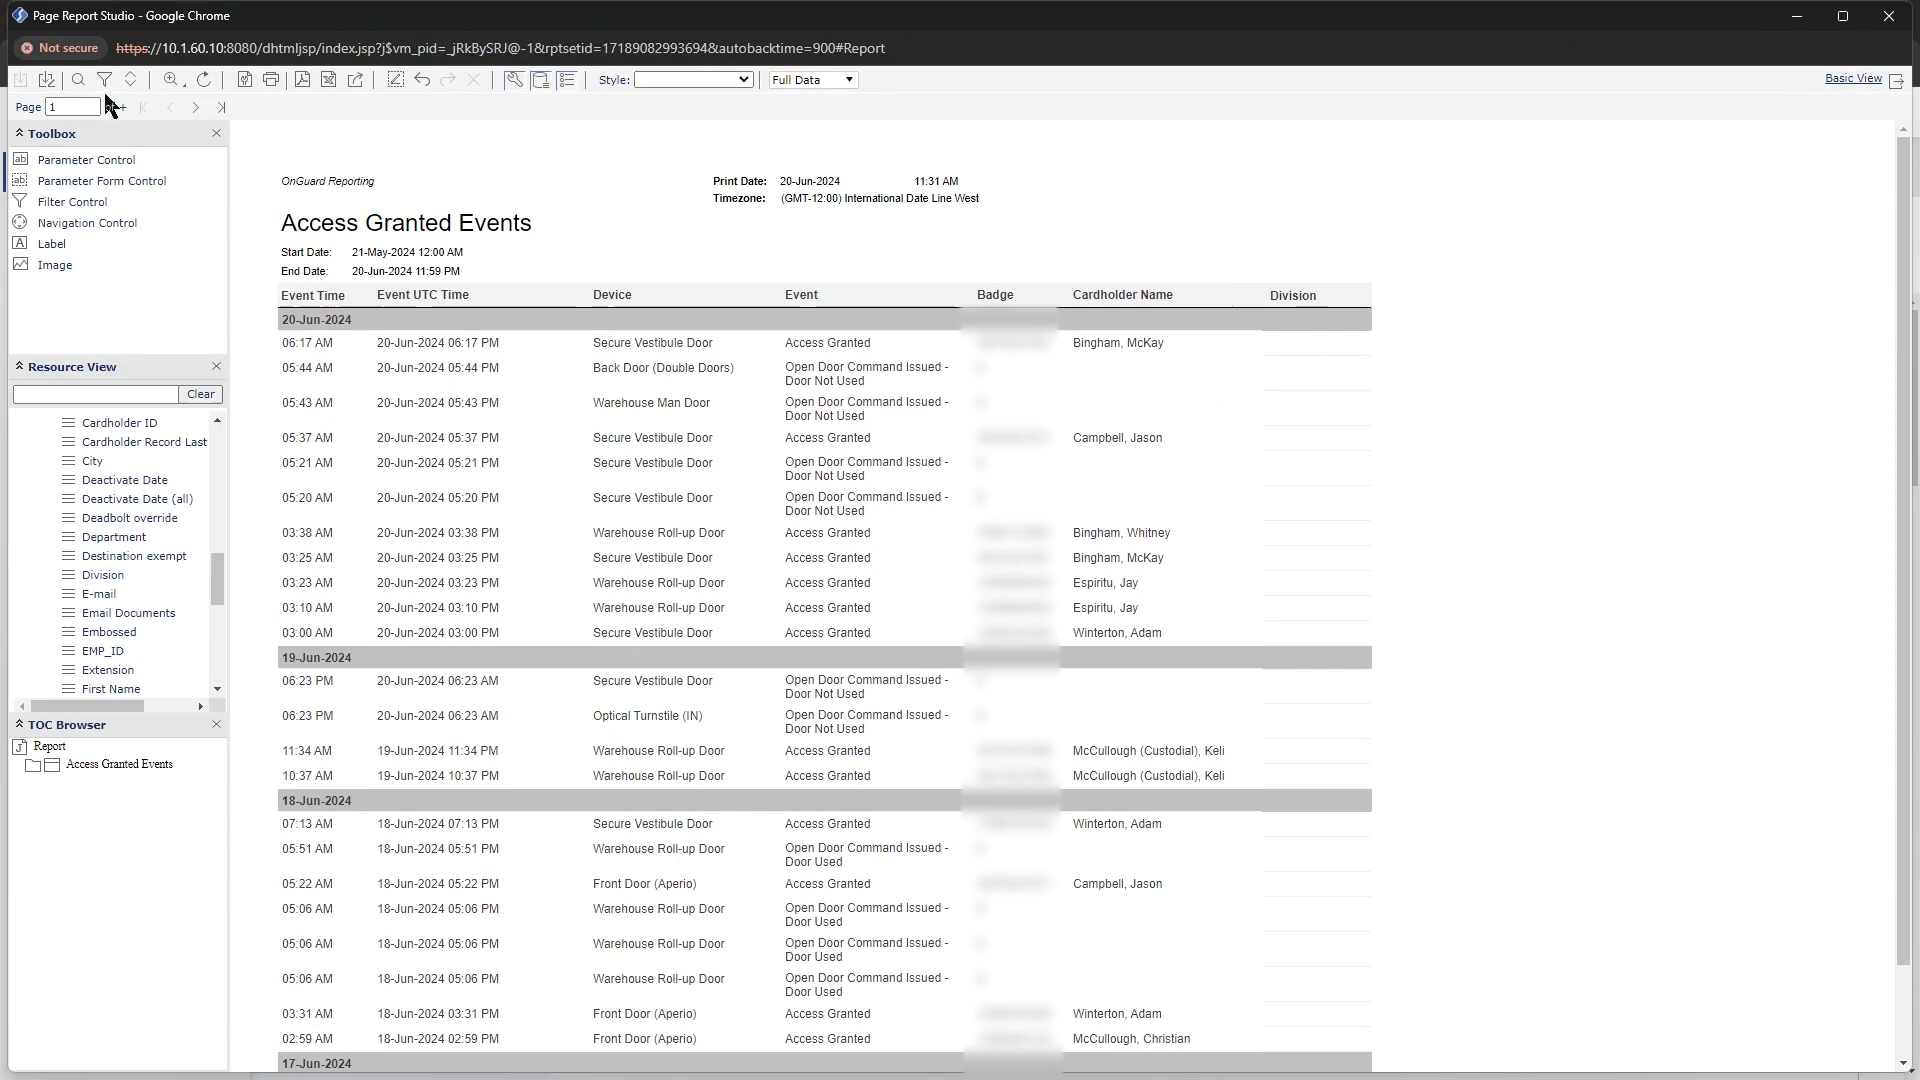 Page Report Studio - Google Chrome
Not secure https://10.1.60.10:8080/dhtmljsp/index.jsp?j$vm_pid=_jRkBySRJ@-1&rptsetid=17189082993694&autobacktime=900#Report
Style: Full Data Basic View
Page 1
Toolbox
Parameter Control
Parameter Form Control
Filter Control
Navigation Control
Label
Image
Resource View
Clear
Cardholder ID
Cardholder Record Last
City
Deactivate Date
Deactivate Date (all)
Deadbolt override
Department
Destination exempt
Division
E-mail
Email Documents
Embossed
EMP_ID
Extension
First Name
TOC Browser
Report
Access Granted Events
OnGuard Reporting
Print Date: 20-Jun-2024 11:31 AM
Timezone: (GMT-12:00) International Date Line West
Access Granted Events
Start Date: 21-May-2024 12:00 AM
End Date: 20-Jun-2024 11:59 PM
Event Time Event UTC Time Device Event Badge Cardholder Name Division
20-Jun-2024
06:17 AM 20-Jun-2024 06:17 PM Secure Vestibule Door Access Granted Bingham, McKay
05:44 AM 20-Jun-2024 05:44 PM Back Door (Double Doors) Open Door Command Issued -
Door Not Used
05:43 AM 20-Jun-2024 05:43 PM Warehouse Man Door Open Door Command Issued -
Door Not Used
05:37 AM 20-Jun-2024 05:37 PM Secure Vestibule Door Access Granted Campbell, Jason
05:21 AM 20-Jun-2024 05:21 PM Secure Vestibule Door Open Door Command Issued -
Door Not Used
05:20 AM 20-Jun-2024 05:20 PM Secure Vestibule Door Open Door Command Issued -
Door Not Used
03:38 AM 20-Jun-2024 03:38 PM Warehouse Roll-up Door Access Granted Bingham, Whitney
03:25 AM 20-Jun-2024 03:25 PM Secure Vestibule Door Access Granted Bingham, McKay
03:23 AM 20-Jun-2024 03:23 PM Warehouse Roll-up Door Access Granted Espiritu, Jay
03:10 AM 20-Jun-2024 03:10 PM Warehouse Roll-up Door Access Granted Espiritu, Jay
03:00 AM 20-Jun-2024 03:00 PM Secure Vestibule Door Access Granted Winterton, Adam
19-Jun-2024
06:23 PM 20-Jun-2024 06:23 AM Secure Vestibule Door Open Door Command Issued -
Door Not Used
06:23 PM 20-Jun-2024 06:23 AM Optical Turnstile (IN) Open Door Command Issued -
Door Not Used
11:34 AM 19-Jun-2024 11:34 PM Warehouse Roll-up Door Access Granted McCullough (Custodial), Keli
10:37 AM 19-Jun-2024 10:37 PM Warehouse Roll-up Door Access Granted McCullough (Custodial), Keli
18-Jun-2024
07:13 AM 18-Jun-2024 07:13 PM Secure Vestibule Door Access Granted Winterton, Adam
05:51 AM 18-Jun-2024 05:51 PM Warehouse Roll-up Door Open Door Command Issued -
Door Used
05:22 AM 18-Jun-2024 05:22 PM Front Door (Aperio) Access Granted Campbell, Jason
05:06 AM 18-Jun-2024 05:06 PM Warehouse Roll-up Door Open Door Command Issued -
Door Used
05:06 AM 18-Jun-2024 05:06 PM Warehouse Roll-up Door Open Door Command Issued -
Door Used
05:06 AM 18-Jun-2024 05:06 PM Warehouse Roll-up Door Open Door Command Issued -
Door Used
03:31 AM 18-Jun-2024 03:31 PM Front Door (Aperio) Access Granted Winterton, Adam
02:59 AM 18-Jun-2024 02:59 PM Front Door (Aperio) Access Granted McCullough, Christian
17-Jun-2024